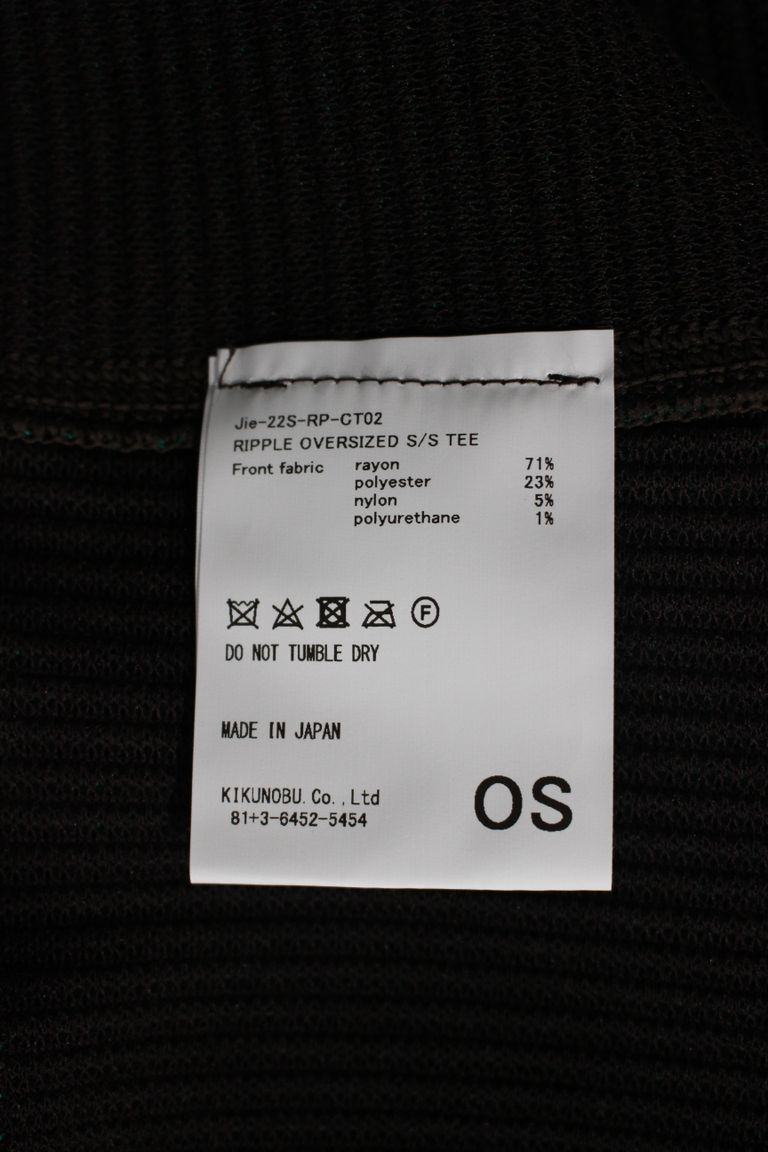 Jie-22S-RP-CT02
RIPPLE OVERSIZED S/S TEE
Front fabric rayon 71%
polyester 23%
nylon 5%
polyurethane 1%
F
DO NOT TUMBLE DRY
MADE IN JAPAN
KIKUNOBU.Co.,Ltd
81+3-6452-5454
OS